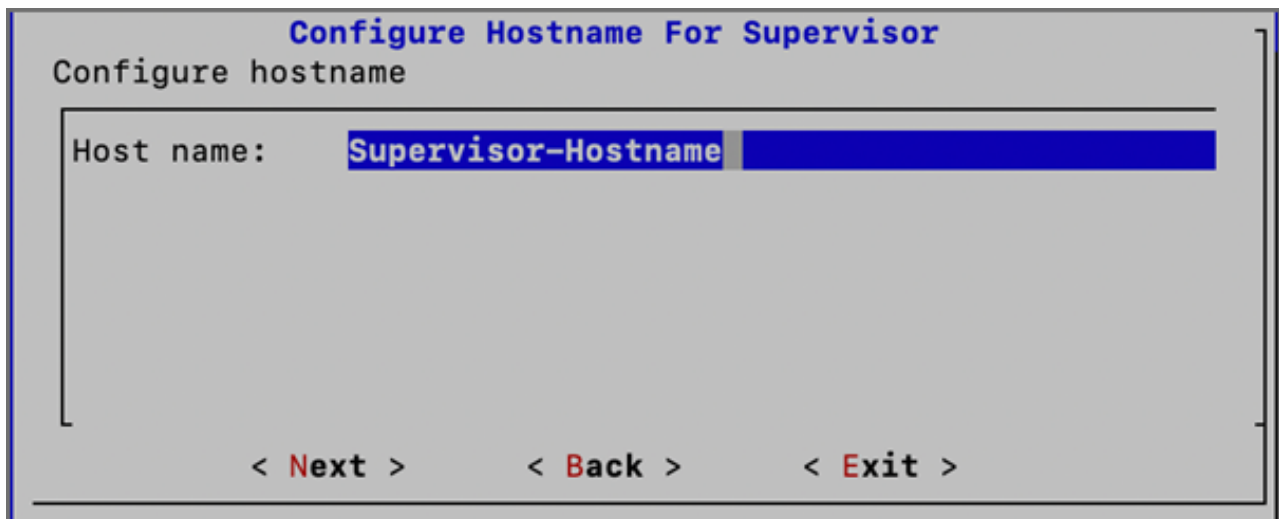 Configure Hostname For Supervisor
Configure hostname
Host name: Supervisor-Hostname
< Next > < Back > < Exit >